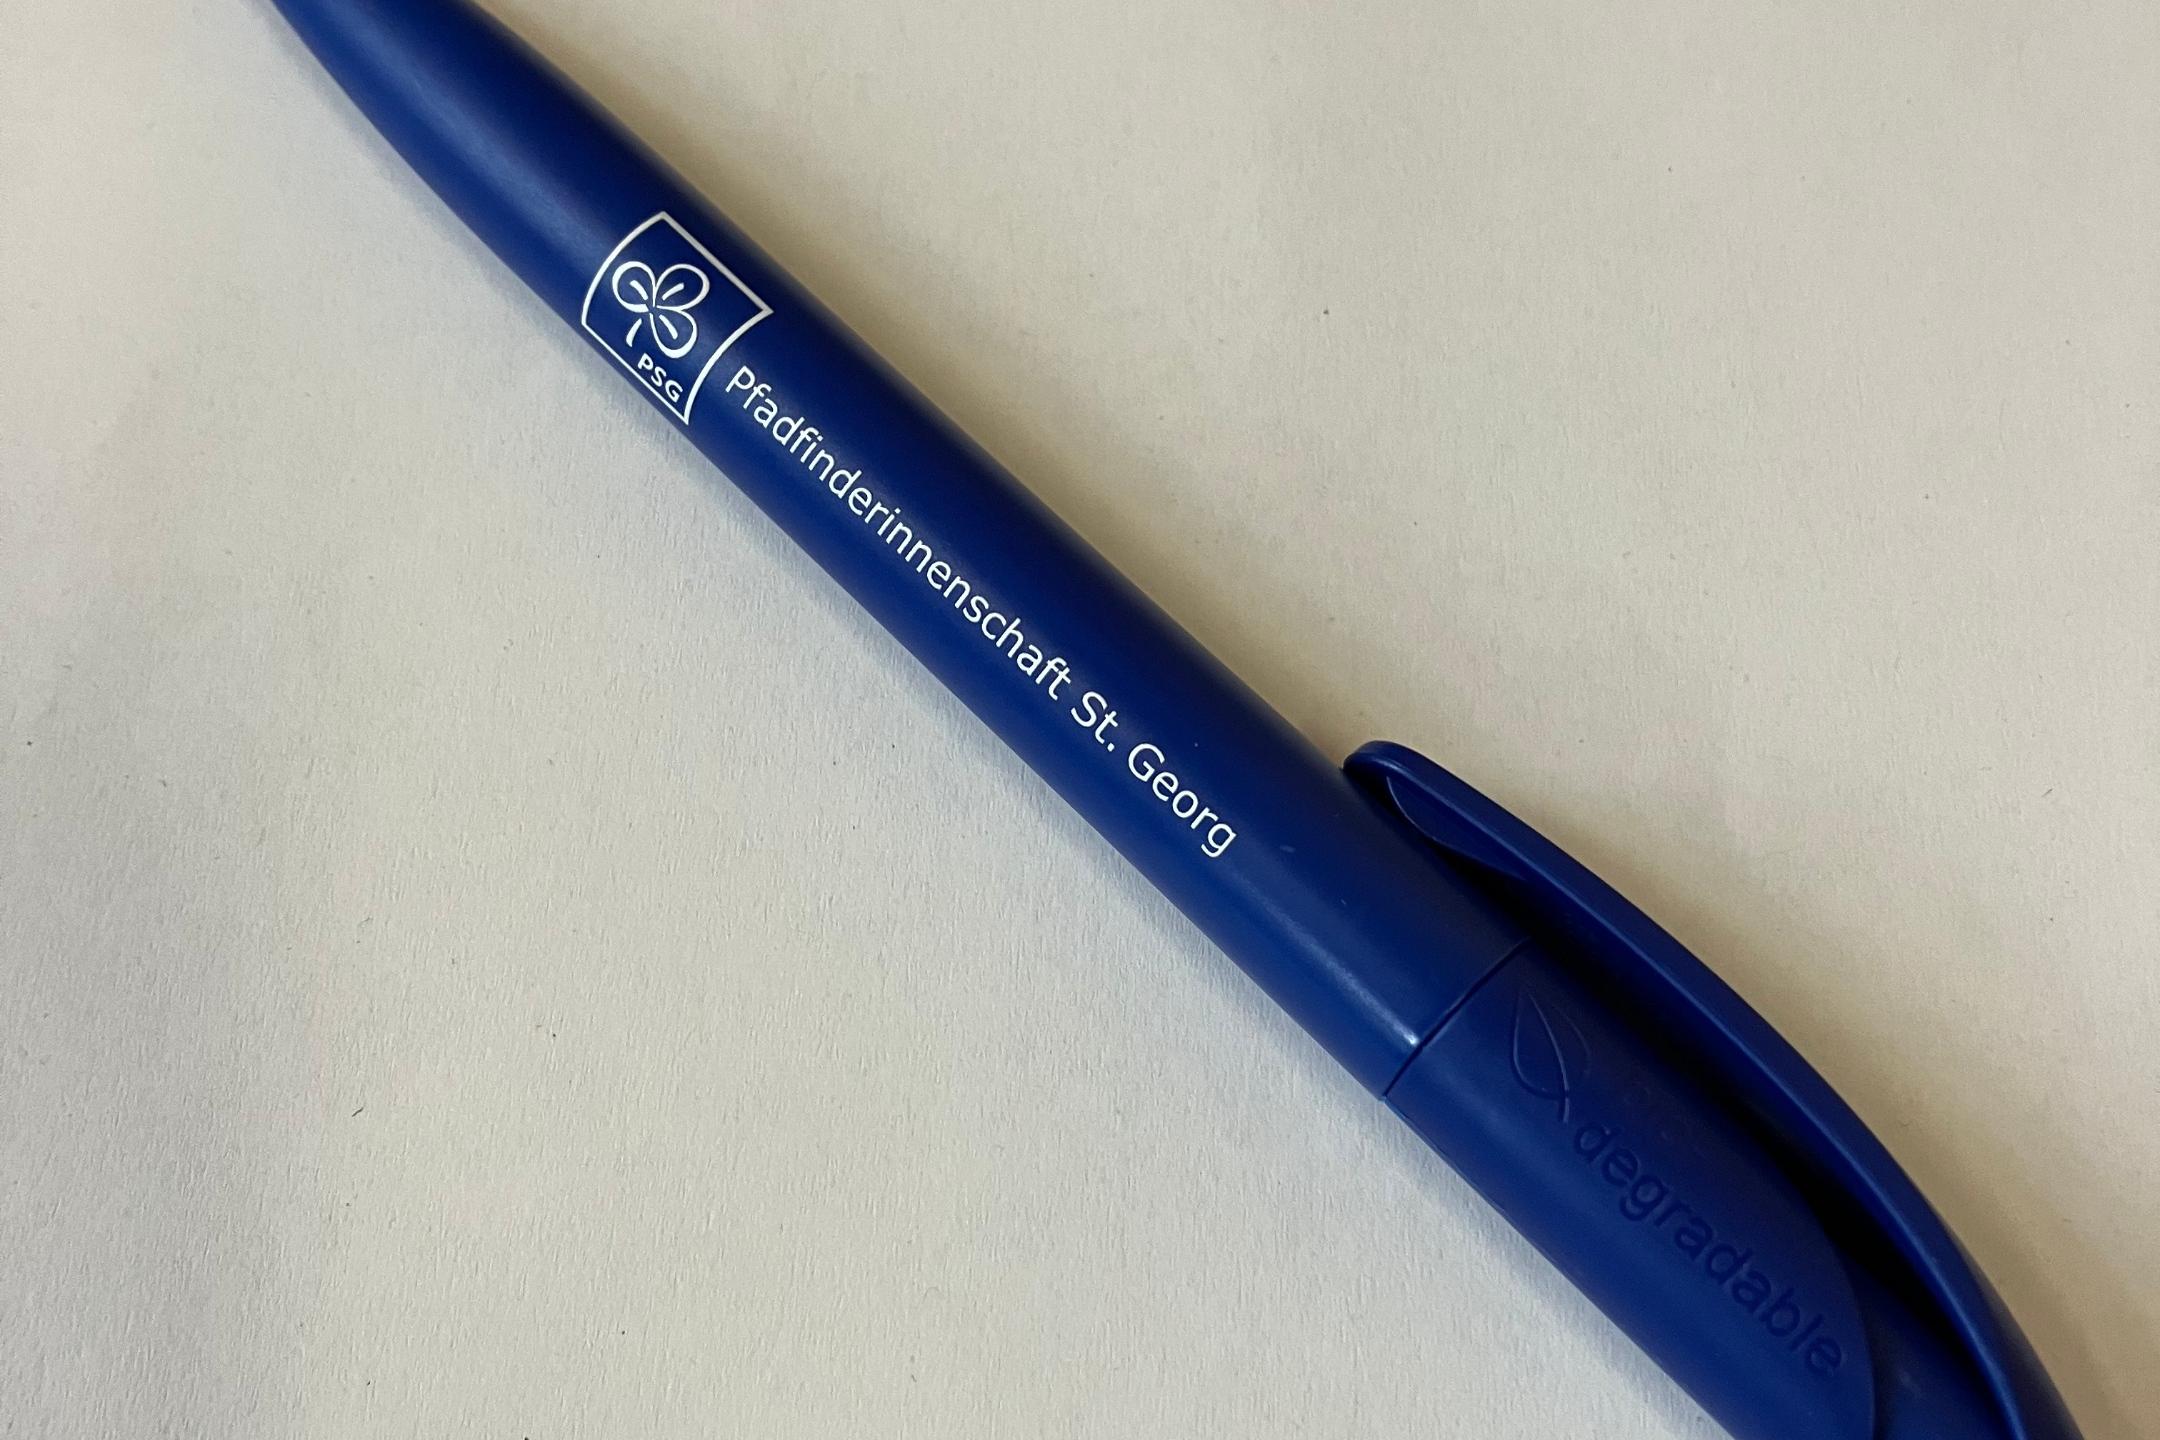 PSG
Pfadfinderinnenschaft St. Georg
degradable